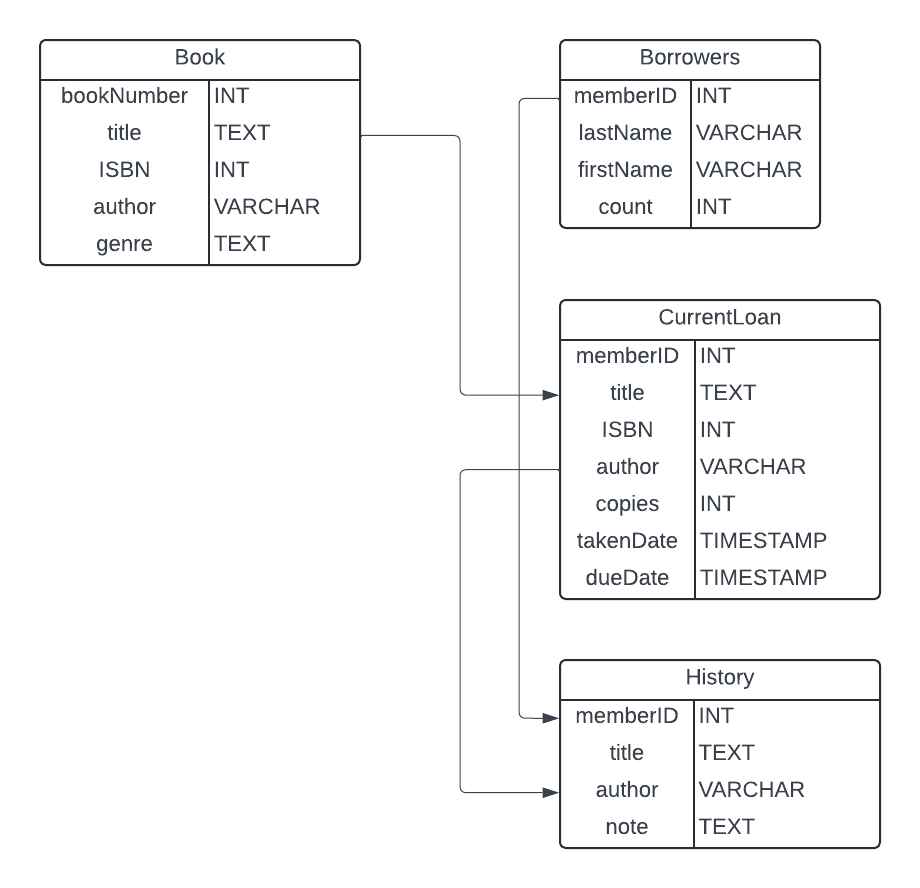 Book
bookNumber INT
title TEXT
ISBN INT
author VARCHAR
genre TEXT
Borrowers
memberID INT
lastName VARCHAR
firstName VARCHAR
count INT
CurrentLoan
memberID INT
title TEXT
ISBN INT
author VARCHAR
copies INT
takenDate TIMESTAMP
dueDate TIMESTAMP
History
memberID INT
title TEXT
author VARCHAR
note TEXT